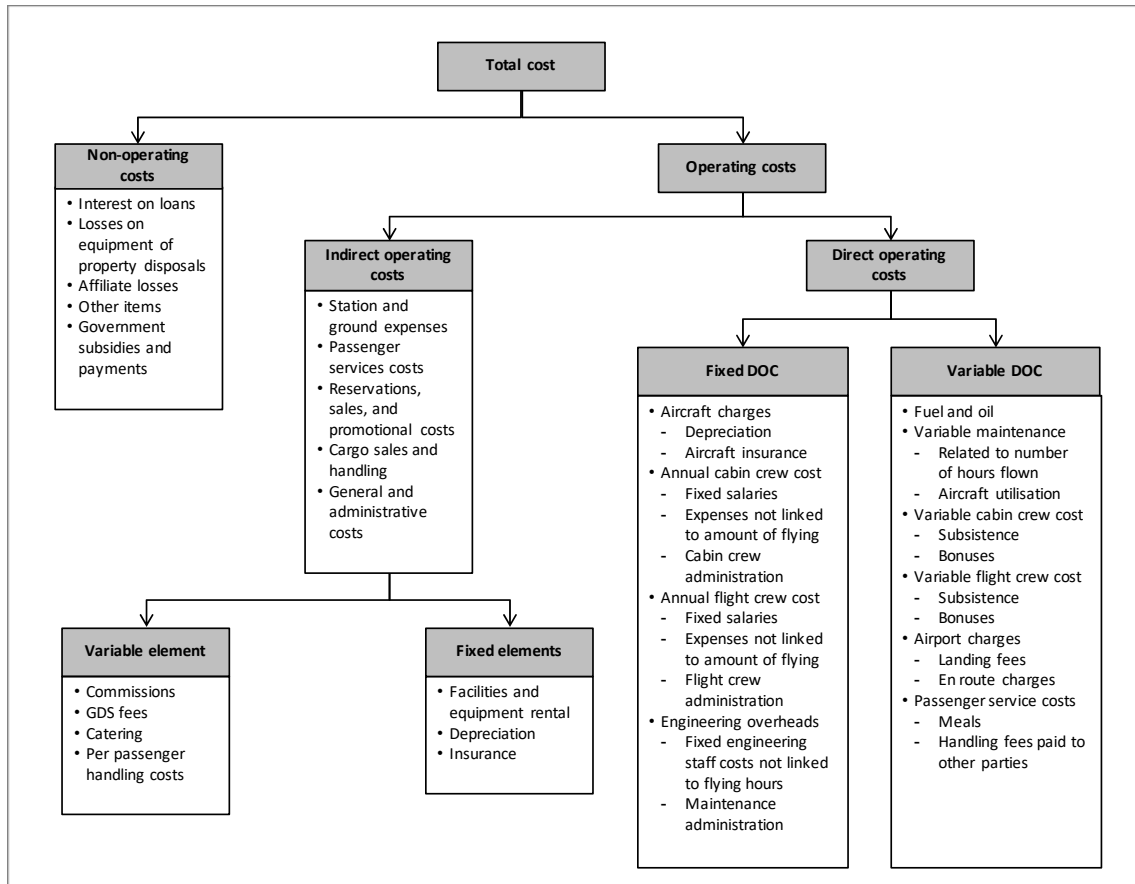 Total cost
Non-operating
costs
• Interest on loans
• Losses on
equipment of
property disposals
• Affiliate losses
• Other items
• Government
subsidies and
payments
Operating costs
Indirect operating
costs
• Station and
ground expenses
• Passenger
services costs
• Reservations,
sales, and
promotional costs
• Cargo sales and
handling
• General and
administrative
costs
Direct operating
costs
Variable element
• Commissions
• GDS fees
• Catering
• Per passenger
handling costs
Fixed elements
• Facilities and
equipment rental
• Depreciation
• Insurance
Fixed DOC
• Aircraft charges
- Depreciation
- Aircraft insurance
• Annual cabin crew cost
- Fixed salaries
- Expenses not linked
to amount of flying
- Cabin crew
administration
• Annual flight crew cost
- Fixed salaries
- Expenses not linked
to amount of flying
- Flight crew
administration
• Engineering overheads
- Fixed engineering
staff costs not linked
to flying hours
- Maintenance
administration
Variable DOC
• Fuel and oil
• Variable maintenance
- Related to number
of hours flown
- Aircraft utilisation
• Variable cabin crew cost
- Subsistence
- Bonuses
• Variable flight crew cost
- Subsistence
- Bonuses
• Airport charges
- Landing fees
- En route charges
• Passenger service costs
- Meals
- Handling fees paid to
other parties